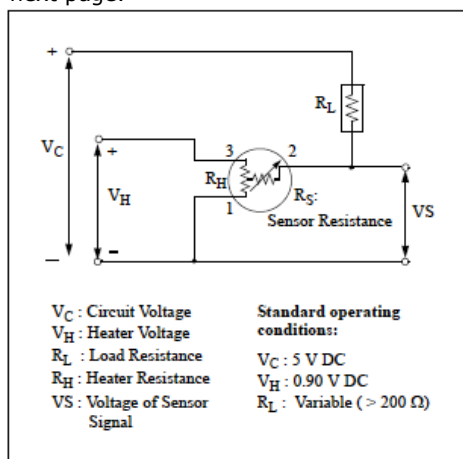 next page.
+
RL
VC
+
3
2
RH
VH
RS:
1
VS
Sensor Resistance
–
–
VC : Circuit Voltage
VH : Heater Voltage
RL : Load Resistance
RH : Heater Resistance
VS : Voltage of Sensor
Signal
Standard operating
conditions:
VC : 5 V DC
VH : 0.90 V DC
RL : Variable ( > 200 Ω)